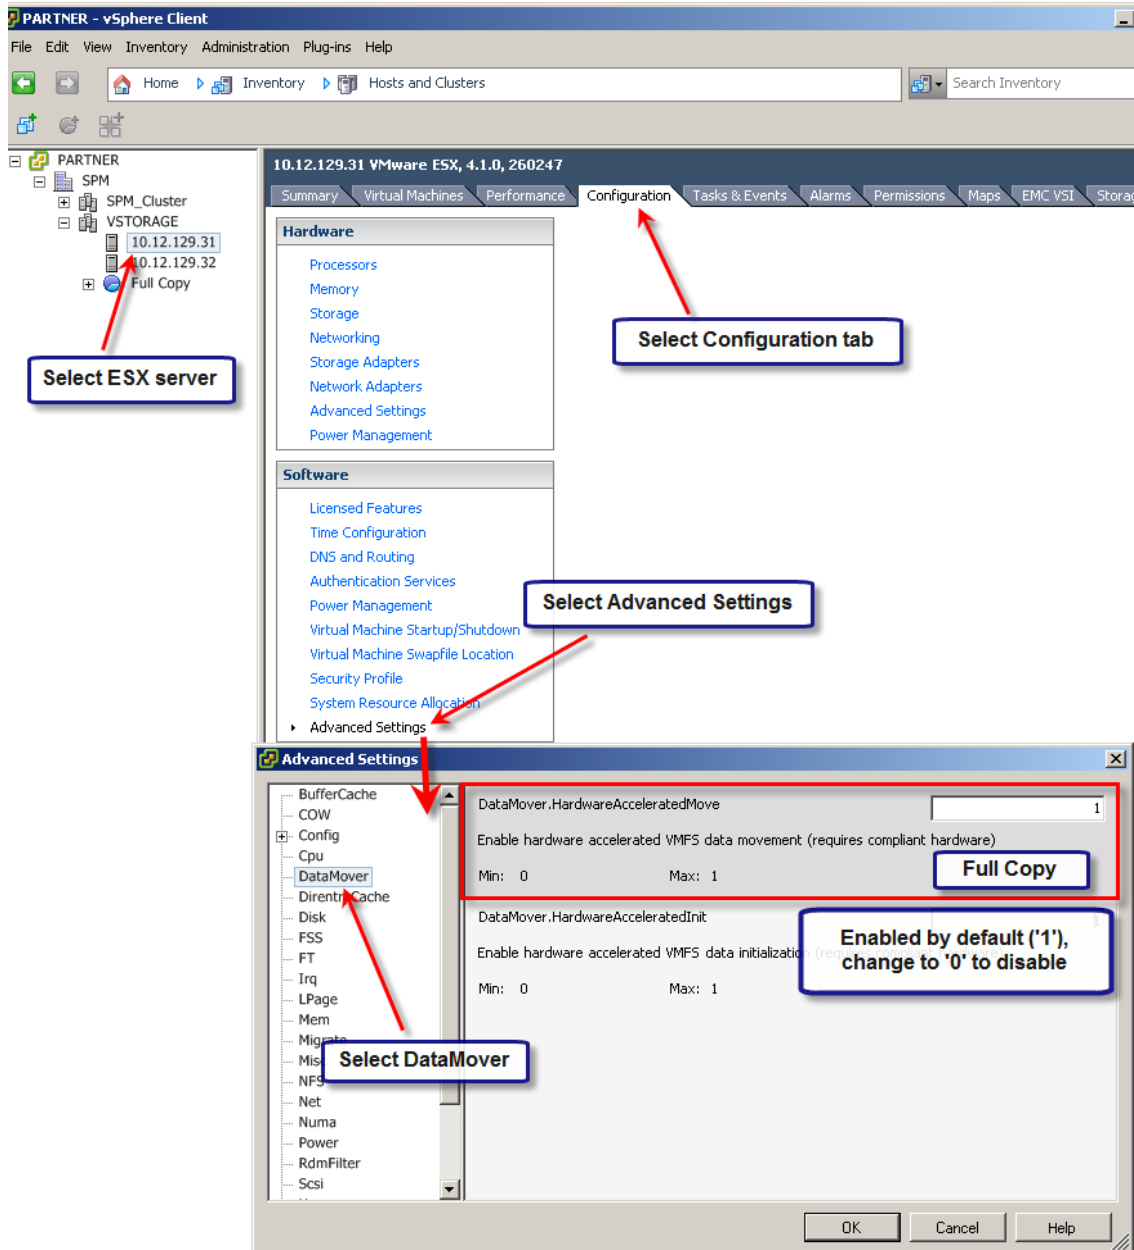 PARTNER - vSphere Client
File Edit View Inventory Administration Plug-ins Help
Home Inventory Hosts and Clusters Search Inventory
PARTNER
SPM
SPM_Cluster
VSTORAGE
10.12.129.31
10.12.129.32
Full Copy
Select ESX server
10.12.129.31 VMware ESX, 4.1.0, 260247
Summary Virtual Machines Performance Configuration Tasks & Events Alarms Permissions Maps EMC VSI Storag
Hardware
Processors
Memory
Storage
Networking
Storage Adapters
Network Adapters
Advanced Settings
Power Management
Select Configuration tab
Software
Licensed Features
Time Configuration
DNS and Routing
Authentication Services
Power Management
Virtual Machine Startup/Shutdown
Virtual Machine Swapfile Location
Security Profile
System Resource Allocation
Advanced Settings
Select Advanced Settings
Advanced Settings
BufferCache
COW
Config
Cpu
DataMover
DirentryCache
Disk
FSS
FT
Irq
LPage
Mem
Migrate
Misc
NFS
Net
Numa
Power
RdmFilter
Scsi
Select DataMover
DataMover.HardwareAcceleratedMove 1
Enable hardware accelerated VMFS data movement (requires compliant hardware)
Min: 0 Max: 1
Full Copy
DataMover.HardwareAcceleratedInit
Enable hardware accelerated VMFS data initialization (requires compliant hardware)
Min: 0 Max: 1
Enabled by default ('1'),
change to '0' to disable
OK Cancel Help